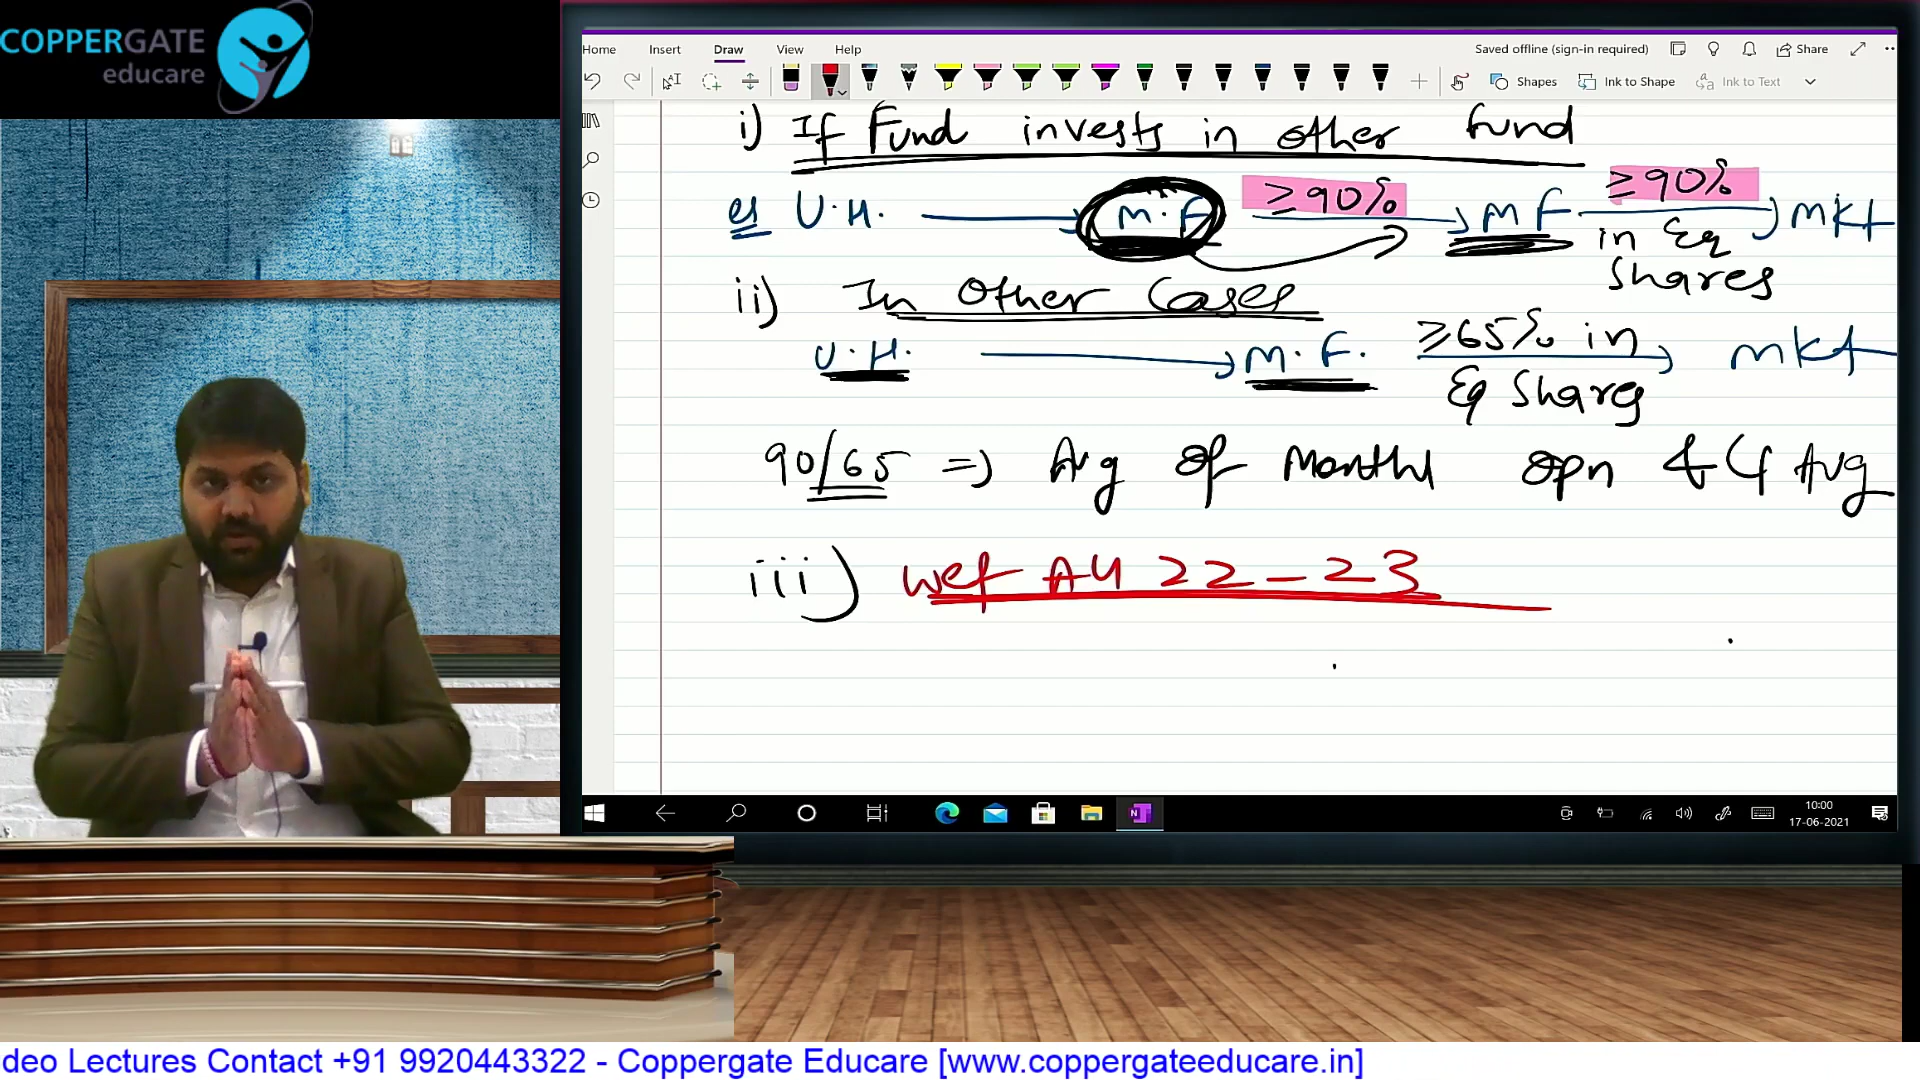 COPPERGATE
educare
Home Insert Draw View Help Saved offline (sign-in required) Share
Shapes Ink to Shape Ink to Text
i) If Fund invests in other fund
eg U.H. M.F ≥90% MF ≥90% Mkt
in Eq
Shares
ii) In Other Cases
U.H. M.F. ≥65% in Mkt
Eq Shares
90/65 => Avg of Monthl Opn & Cl Avg
iii) wef AY 22-23
10:00
17-06-2021
deo Lectures Contact +91 9920443322 - Coppergate Educare [www.coppergateeducare.in]